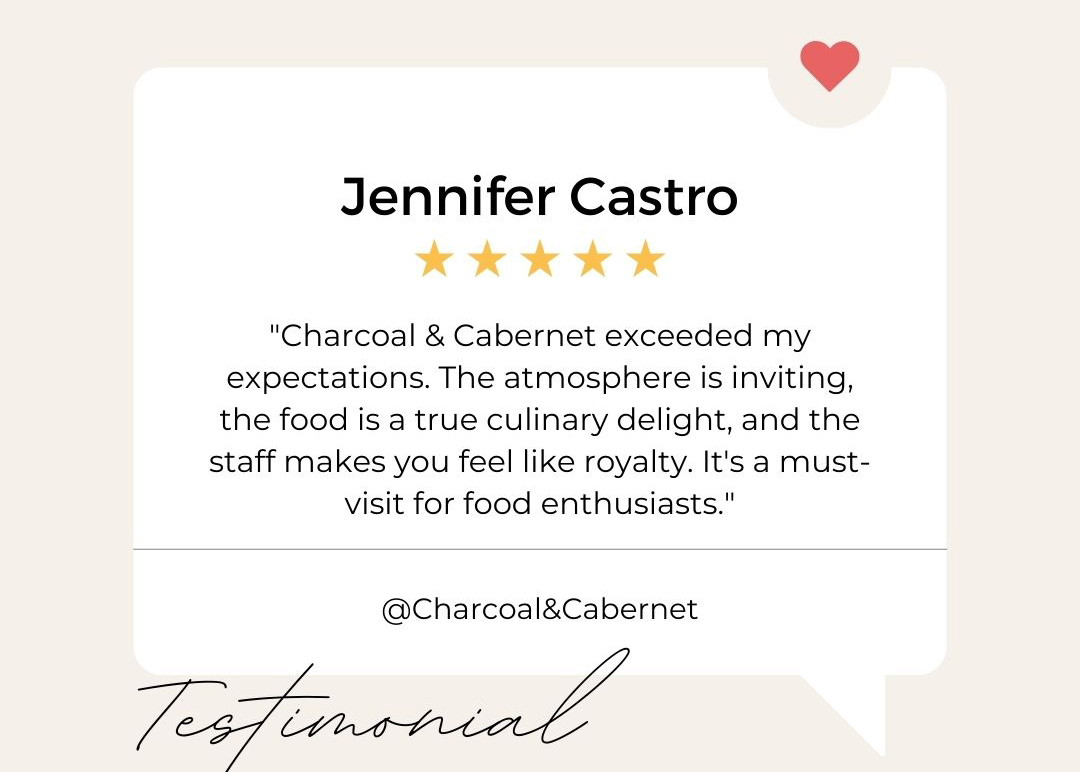 Jennifer Castro
"Charcoal & Cabernet exceeded my
expectations. The atmosphere is inviting,
the food is a true culinary delight, and the
staff makes you feel like royalty. It's a must-
visit for food enthusiasts."
@Charcoal&Cabernet
Testimonial